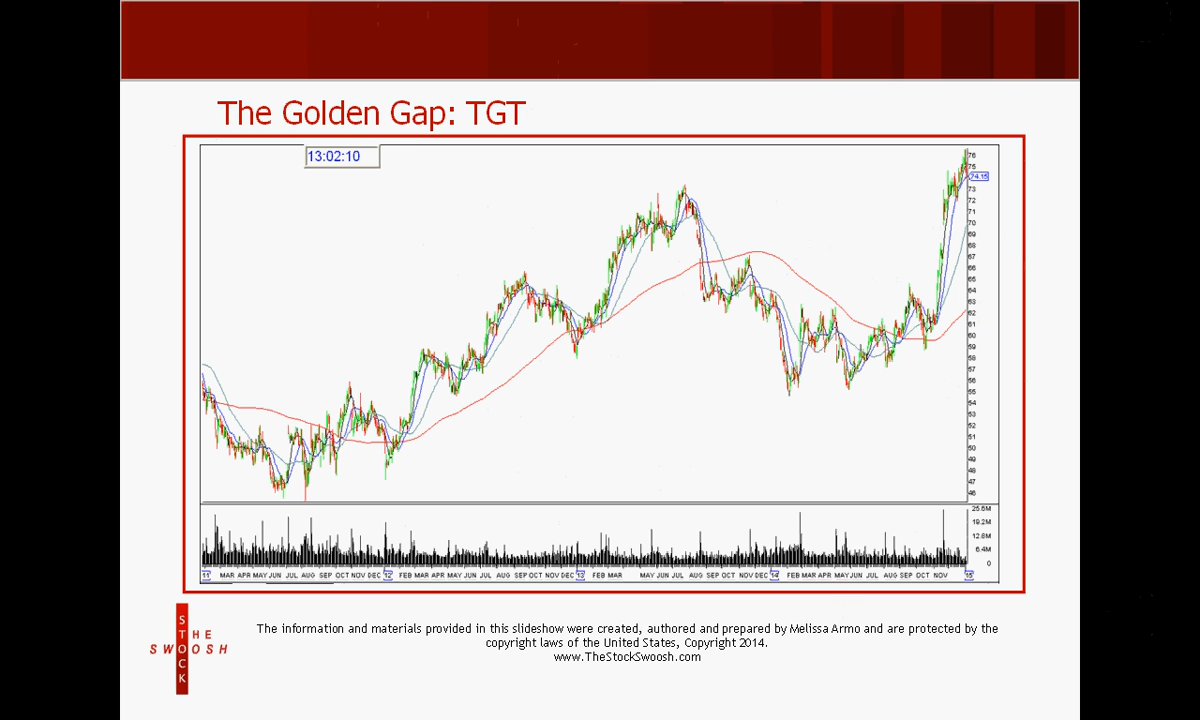 The Golden Gap: TGT
13:02:10
76
75
74.15
73
72
71
70
69
68
67
66
65
64
63
62
61
60
59
58
57
56
55
54
53
52
51
50
49
48
47
46
25.6M
19.2M
12.8M
6.4M
0
11' MAR APR MAY JUN JUL AUG SEP OCT NOV DEC 12' FEB MAR APR MAY JUN JUL AUG SEP OCT NOV DEC 13' FEB MAR MAY JUN JUL AUG SEP OCT NOV DEC 14' FEB MAR APR MAY JUN JUL AUG SEP OCT NOV 15'
THE
STOCK
SWOOSH
The information and materials provided in this slideshow were created, authored and prepared by Melissa Armo and are protected by the
copyright laws of the United States, Copyright 2014.
www.TheStockSwoosh.com